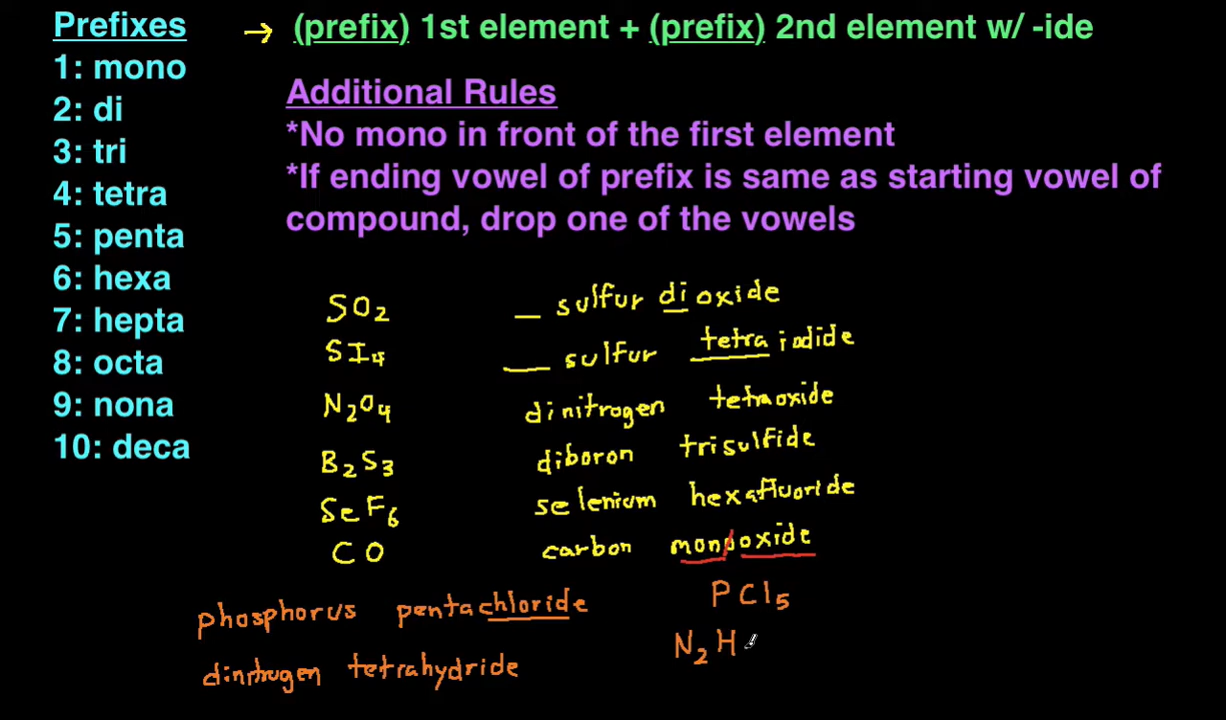 Prefixes → (prefix) 1st element + (prefix) 2nd element w/ -ide
1: mono
2: di
3: tri
4: tetra
5: penta
6: hexa
7: hepta
8: octa
9: nona
10: deca
Additional Rules
*No mono in front of the first element
*If ending vowel of prefix is same as starting vowel of
compound, drop one of the vowels
SO2 _ sulfur dioxide
SI4 _ sulfur tetraiodide
N2O4 dinitrogen tetraoxide
B2S3 diboron trisulfide
SeF6 selenium hexafluoride
CO carbon monooxide
phosphorus pentachloride PCl5
dinitrogen tetrahydride N2H